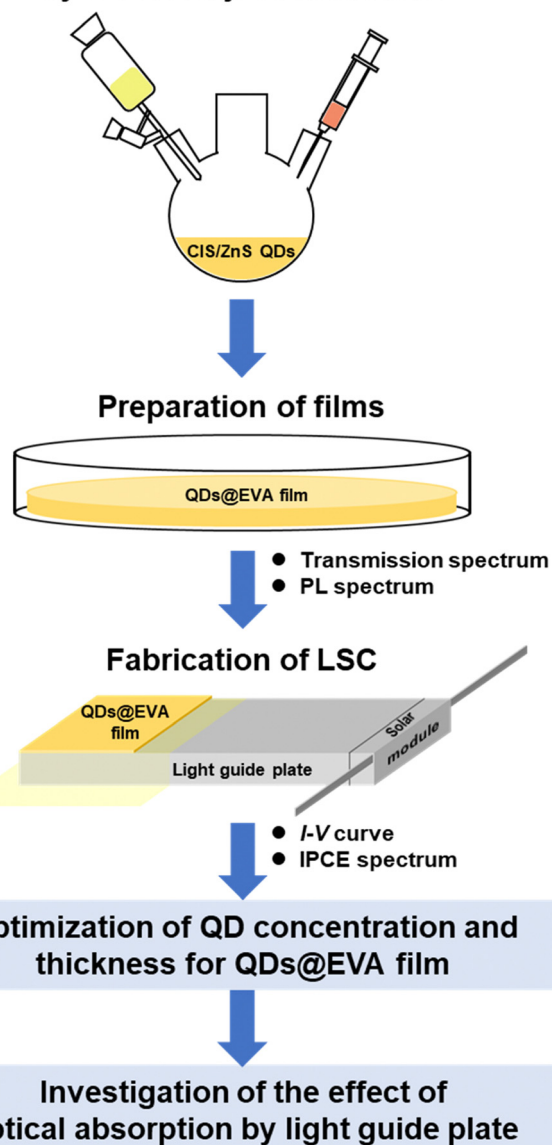 CIS/ZnS QDs
Preparation of films
QDs@EVA film
● Transmission spectrum
● PL spectrum
Fabrication of LSC
QDs@EVA
film
Solar
module
Light guide plate
● I-V curve
● IPCE spectrum
ptimization of QD concentration and
thickness for QDs@EVA film
Investigation of the effect of
ptical absorption by light guide plate